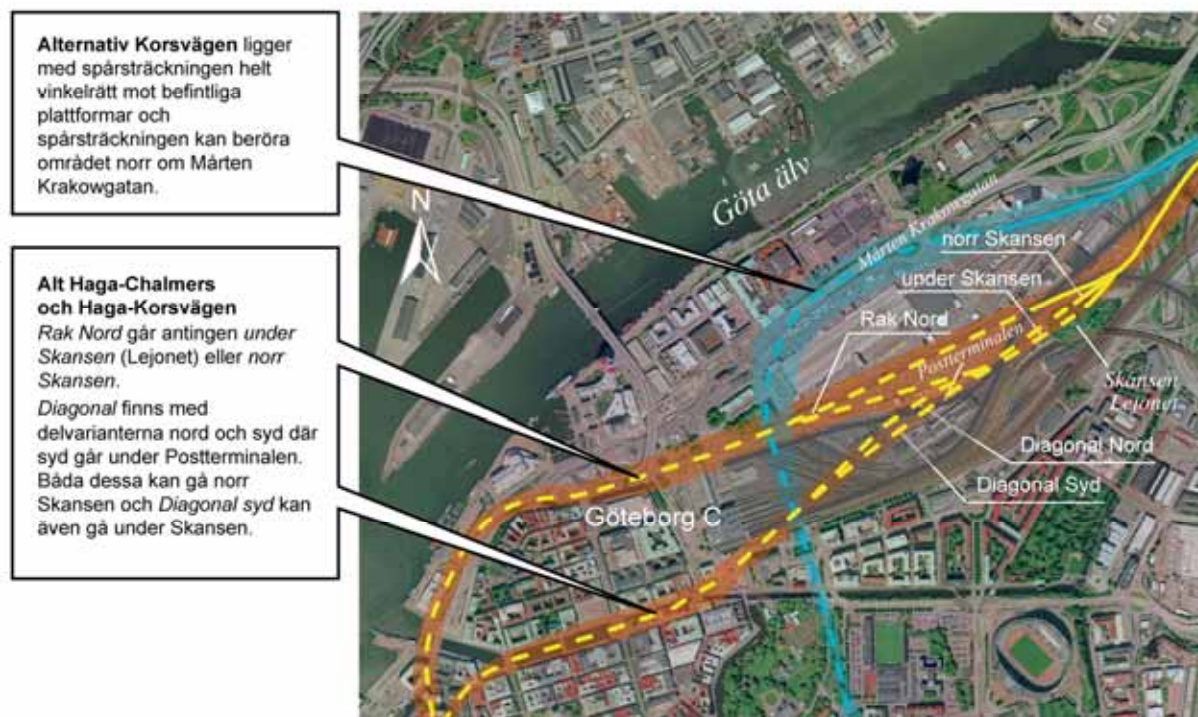 Alternativ Korsvägen ligger
med spårsträckningen helt
vinkelrätt mot befintliga
plattformar och
spårsträckningen kan beröra
området norr om Mårten
Krakowgatan.
Alt Haga-Chalmers
och Haga-Korsvägen
Rak Nord går antingen under
Skansen (Lejonet) eller norr
Skansen.
Diagonal finns med
delvarianterna nord och syd där
syd går under Postterminalen.
Båda dessa kan gå norr
Skansen och Diagonal syd kan
även gå under Skansen.
N
Göta älv
Mårten Krakowgatan
norr Skansen
under Skansen
Rak Nord
Postterminalen
Skansen
Lejonet
Diagonal Nord
Diagonal Syd
Göteborg C